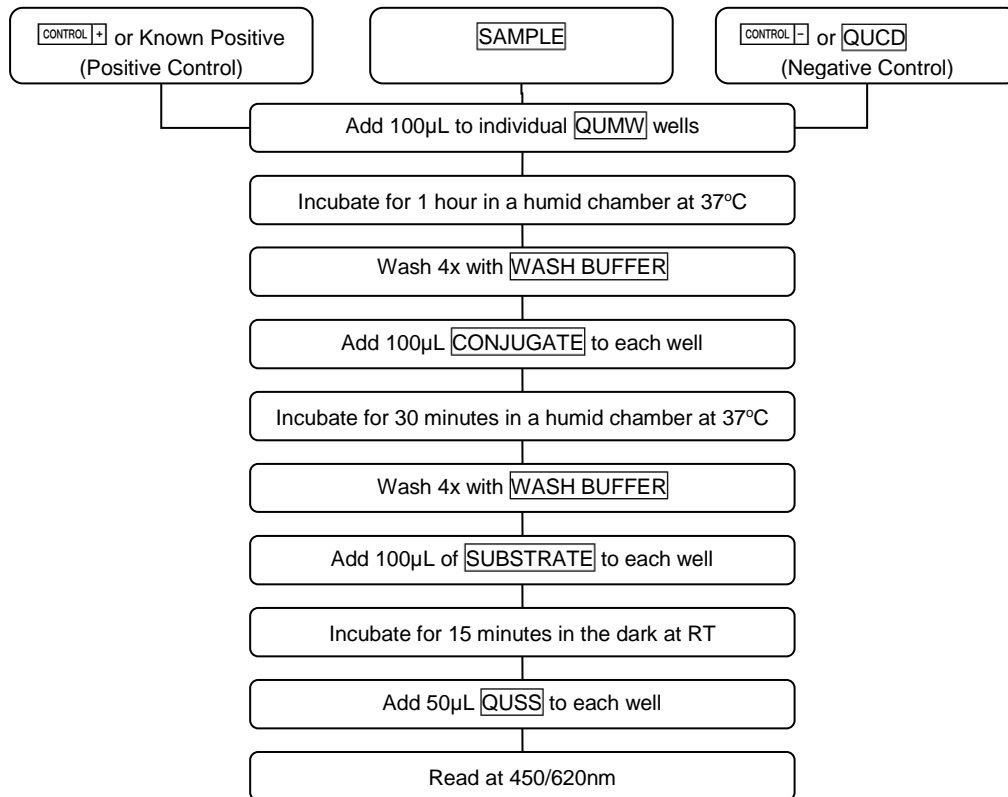 CONTROL + or Known Positive
(Positive Control)
SAMPLE
CONTROL - or QUCD
(Negative Control)
Add 100µL to individual QUMW wells
Incubate for 1 hour in a humid chamber at 37°C
Wash 4x with WASH BUFFER
Add 100µL CONJUGATE to each well
Incubate for 30 minutes in a humid chamber at 37°C
Wash 4x with WASH BUFFER
Add 100µL of SUBSTRATE to each well
Incubate for 15 minutes in the dark at RT
Add 50µL QUSS to each well
Read at 450/620nm